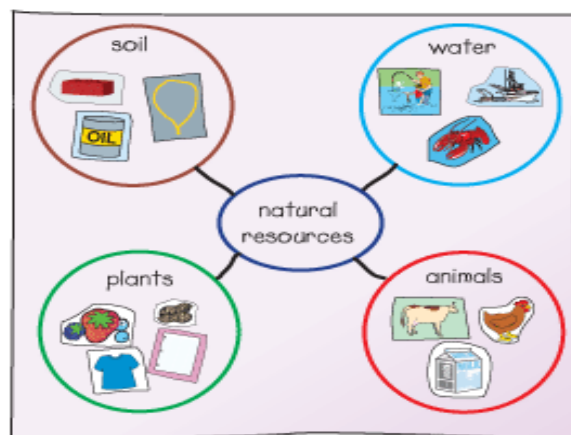 soil
water
OIL
natural
resources
plants
animals